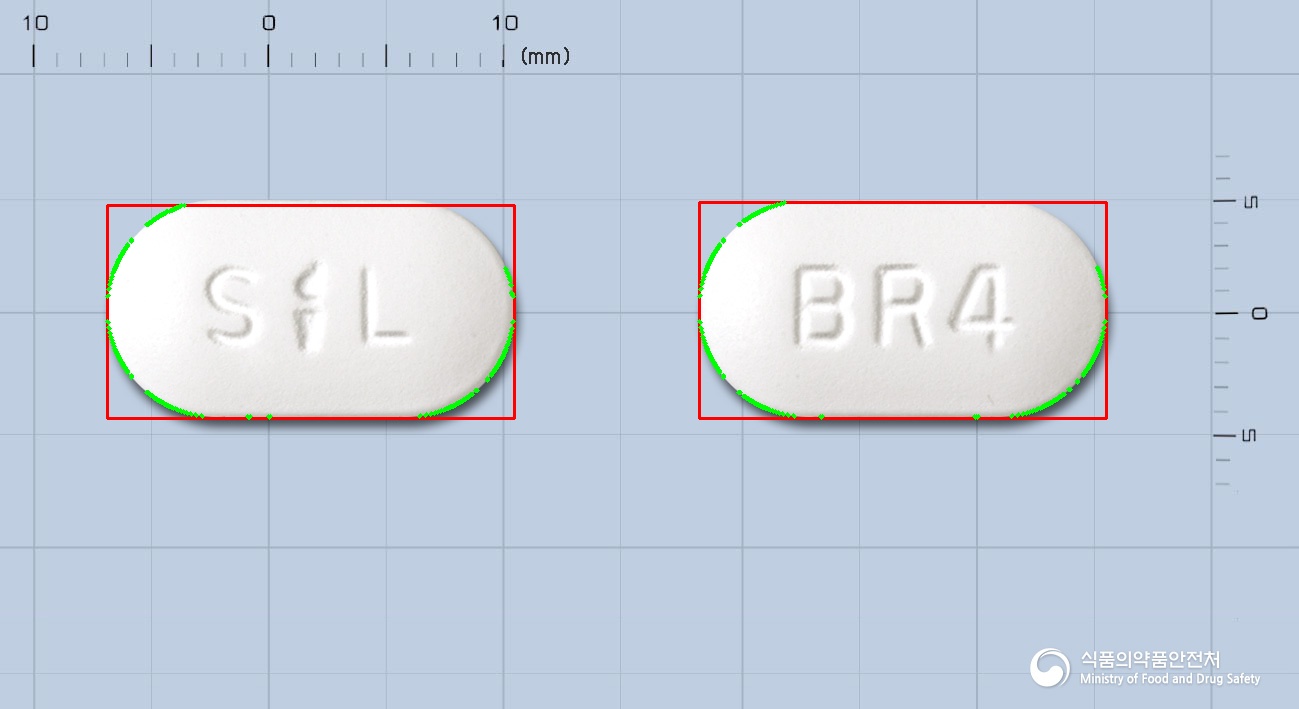 10 0 10
(mm)
S L
BR4
5
0
5
식품의약품안전처
Ministry of Food and Drug Safety